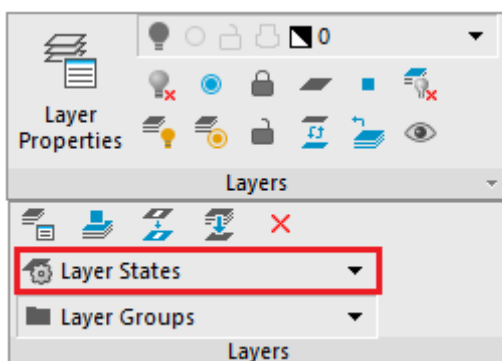 0
Layer
Properties
Layers
Layer States
Layer Groups
Layers